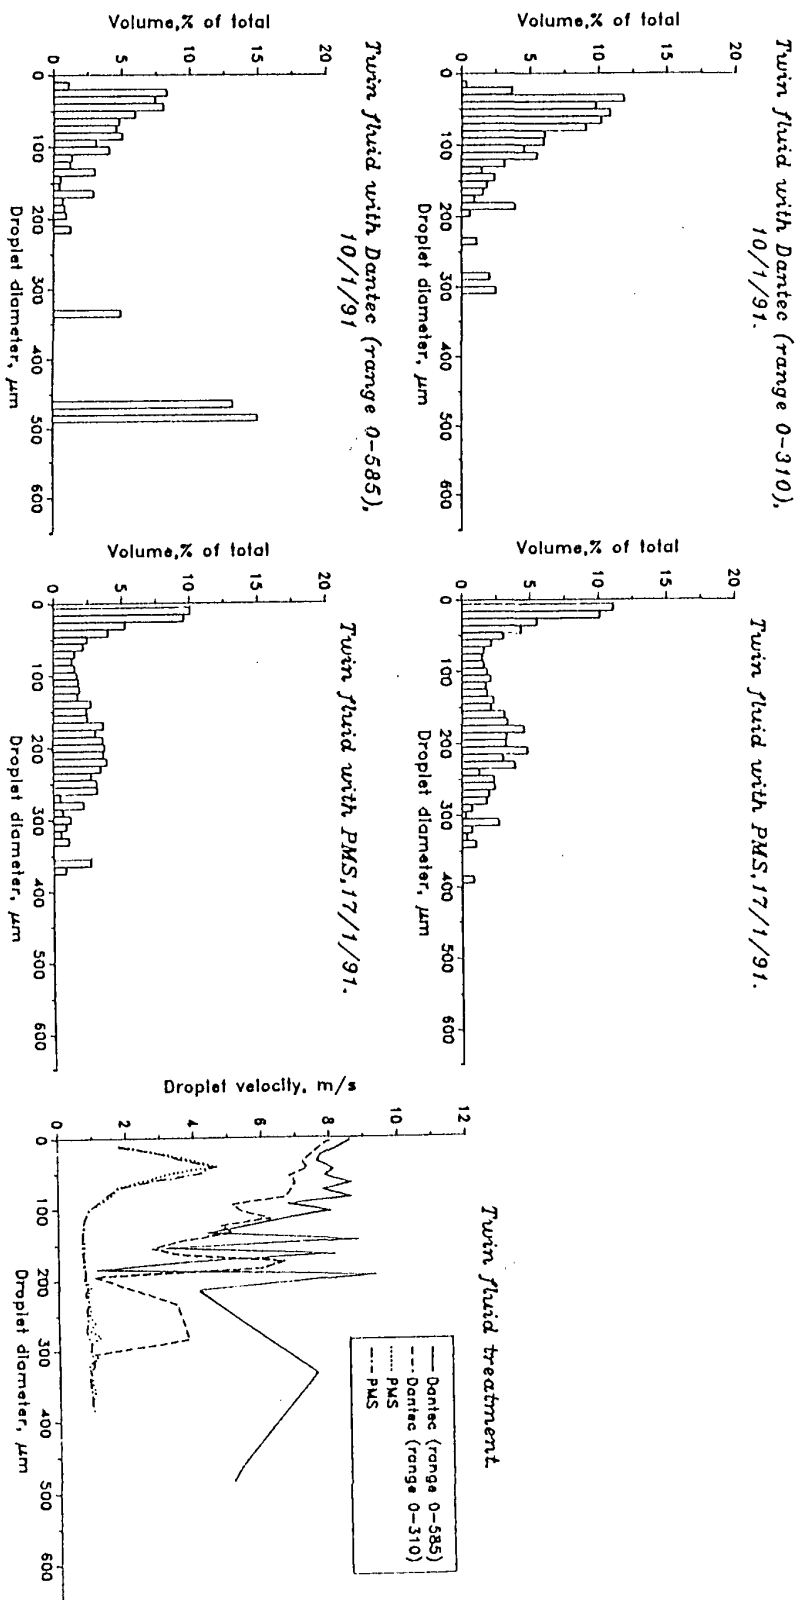 Twin fluid with Dantec (range 0-310),
10/1/91.
Volume,% of total
20
15
10
5
0
0 100 200 300 400 500 600
Droplet diameter, μm
Twin fluid with PMS,17/1/91.
Volume,% of total
20
15
10
5
0
0 100 200 300 400 500 600
Droplet diameter, μm
Twin fluid with Dantec (range 0-585),
10/1/91
Volume,% of total
20
15
10
5
0
0 100 200 300 400 500 600
Droplet diameter, μm
Twin fluid with PMS,17/1/91.
Volume,% of total
20
15
10
5
0
0 100 200 300 400 500 600
Droplet diameter, μm
Twin fluid treatment
Dantec (range 0-585)
Dantec (range 0-310)
PMS
PMS
Droplet velocity, m/s
12
10
8
6
4
2
0
0 100 200 300 400 500 600
Droplet diameter, μm